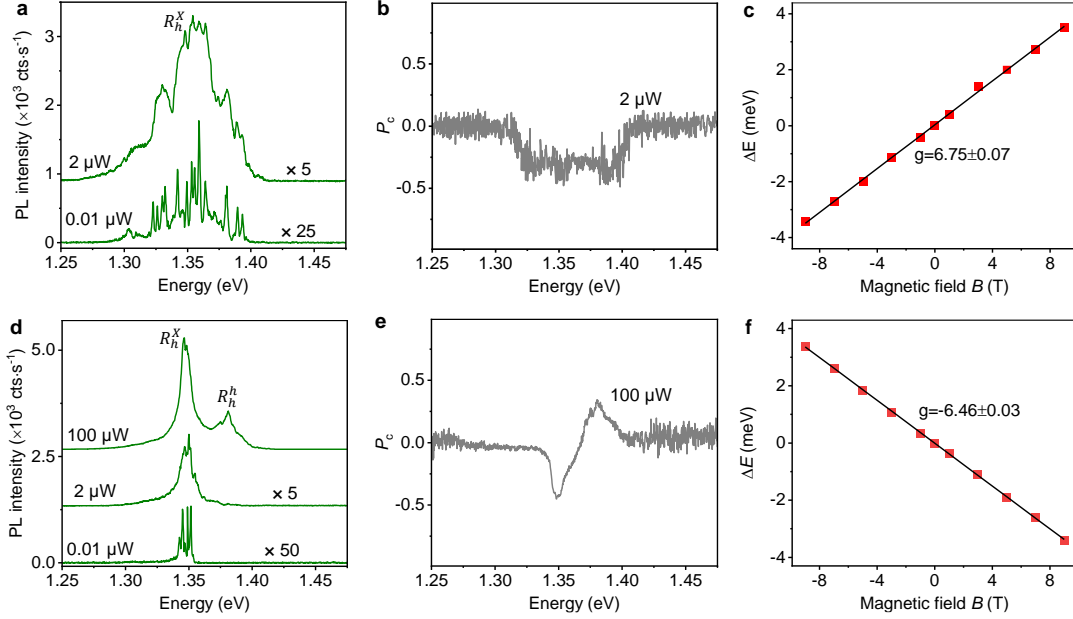 a
PL intensity (×10³ cts·s⁻¹)
3
2
1
0
R_h^X
2 µW
× 5
0.01 µW
× 25
1.25 1.30 1.35 1.40 1.45
Energy (eV)
b
P_c
0.5
0.0
-0.5
2 µW
1.25 1.30 1.35 1.40 1.45
Energy (eV)
c
ΔE (meV)
4
2
0
-2
-4
g=6.75±0.07
-8 -4 0 4 8
Magnetic field B (T)
d
PL intensity (×10³ cts·s⁻¹)
5.0
2.5
0.0
R_h^X
R_h^h
100 µW
2 µW
× 5
0.01 µW
× 50
1.25 1.30 1.35 1.40 1.45
Energy (eV)
e
P_c
0.5
0.0
-0.5
100 µW
1.25 1.30 1.35 1.40 1.45
Energy (eV)
f
ΔE (meV)
4
2
0
-2
-4
g=-6.46±0.03
-8 -4 0 4 8
Magnetic field B (T)